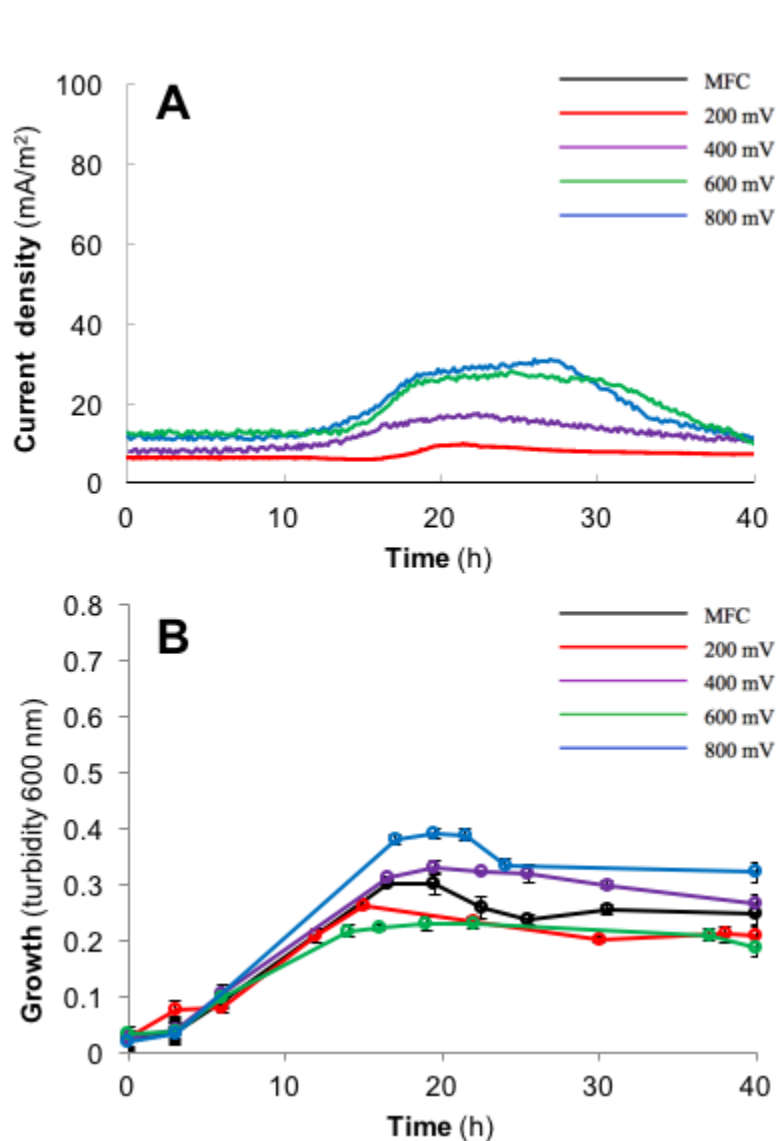 A
Current density (mA/m²)
100
80
60
40
20
0
0 10 20 30 40
Time (h)
MFC
200 mV
400 mV
600 mV
800 mV
B
Growth (turbidity 600 nm)
0.8
0.7
0.6
0.5
0.4
0.3
0.2
0.1
0
0 10 20 30 40
Time (h)
MFC
200 mV
400 mV
600 mV
800 mV